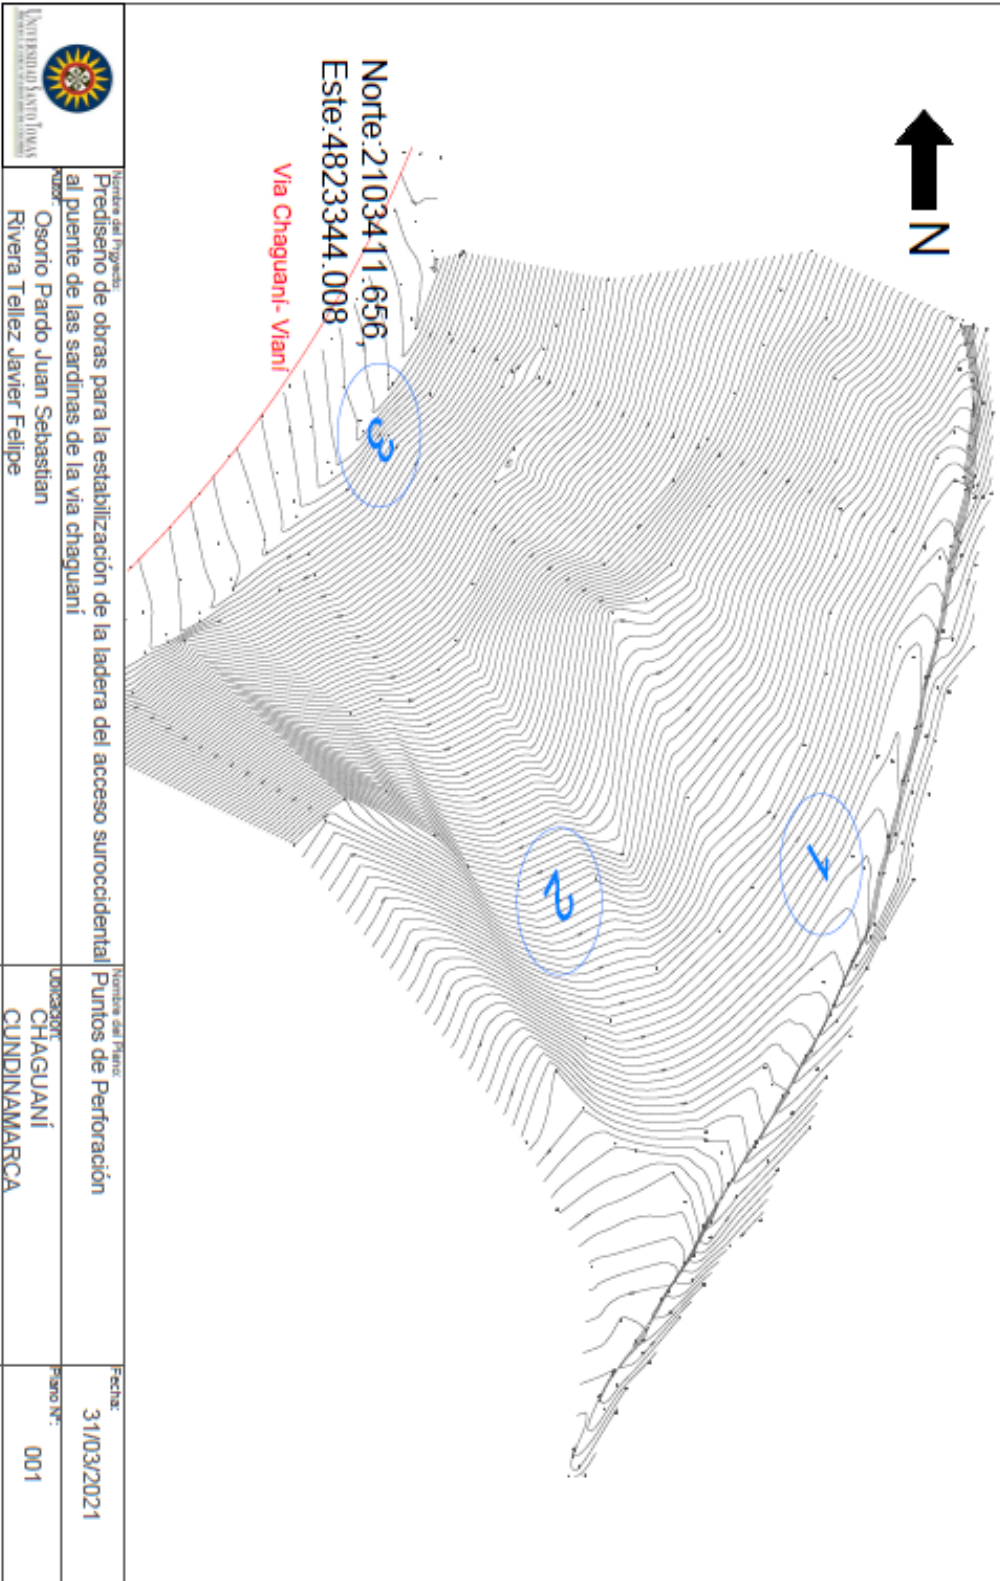 N
Norte:2103411.656,
Este:4823344.008
Via Chaguaní- Vianí
1
2
3
UNIVERSIDAD SANTO TOMÁS
Nombre del Proyecto:
Prediseño de obras para la estabilización de la ladera del acceso suroccidental
al puente de las sardinas de la via chaguaní
Autor:
Osorio Pardo Juan Sebastian
Rivera Tellez Javier Felipe
Nombre del Plano:
Puntos de Perforación
Ubicación:
CHAGUANÍ
CUNDINAMARCA
Fecha:
31/03/2021
Plano N°:
001